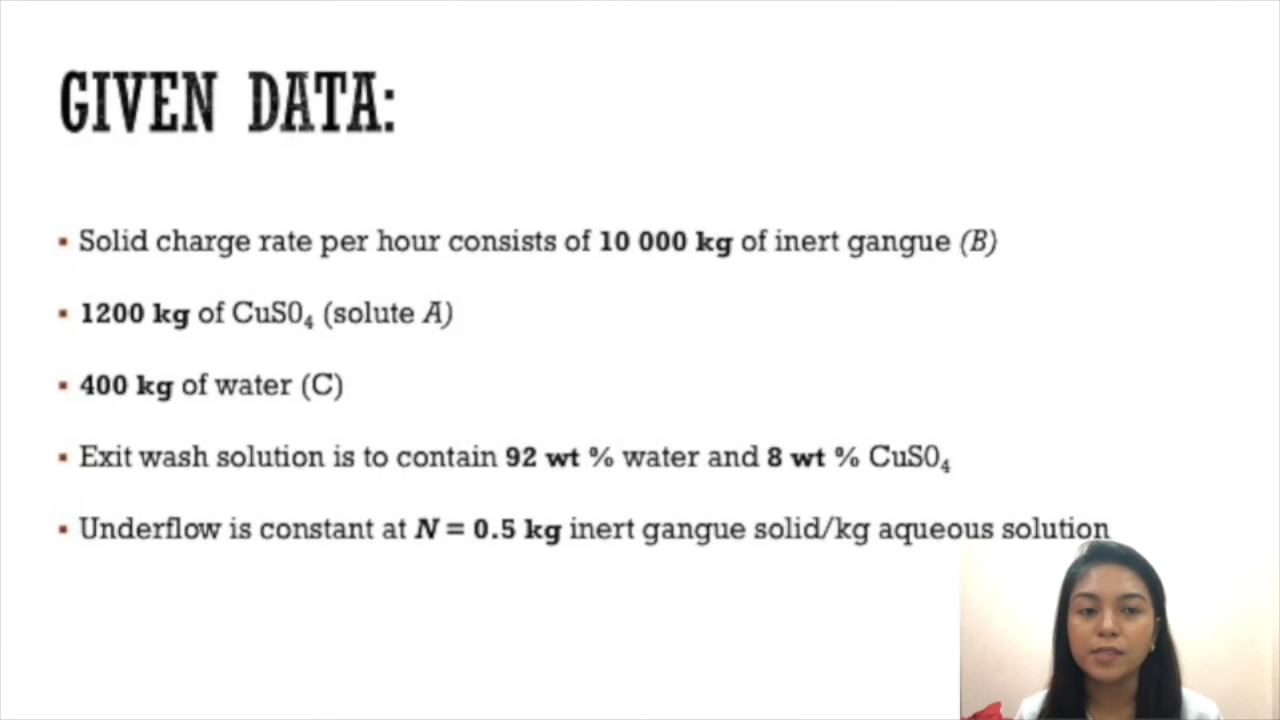 GIVEN DATA:
▪ Solid charge rate per hour consists of 10 000 kg of inert gangue (B)
▪ 1200 kg of CuS0₄ (solute A)
▪ 400 kg of water (C)
▪ Exit wash solution is to contain 92 wt % water and 8 wt % CuS0₄
▪ Underflow is constant at N = 0.5 kg inert gangue solid/kg aqueous solution